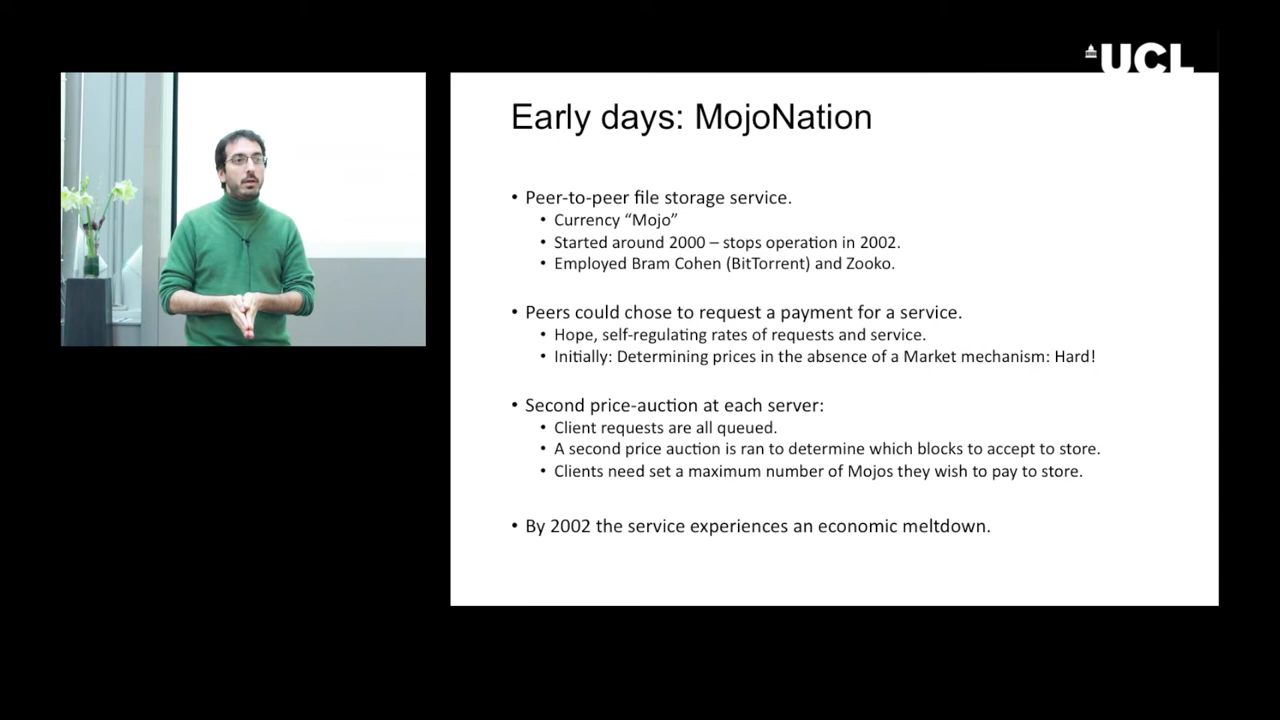 UCL
Early days: MojoNation
• Peer-to-peer file storage service.
• Currency “Mojo”
• Started around 2000 – stops operation in 2002.
• Employed Bram Cohen (BitTorrent) and Zooko.
• Peers could chose to request a payment for a service.
• Hope, self-regulating rates of requests and service.
• Initially: Determining prices in the absence of a Market mechanism: Hard!
• Second price-auction at each server:
• Client requests are all queued.
• A second price auction is ran to determine which blocks to accept to store.
• Clients need set a maximum number of Mojos they wish to pay to store.
• By 2002 the service experiences an economic meltdown.